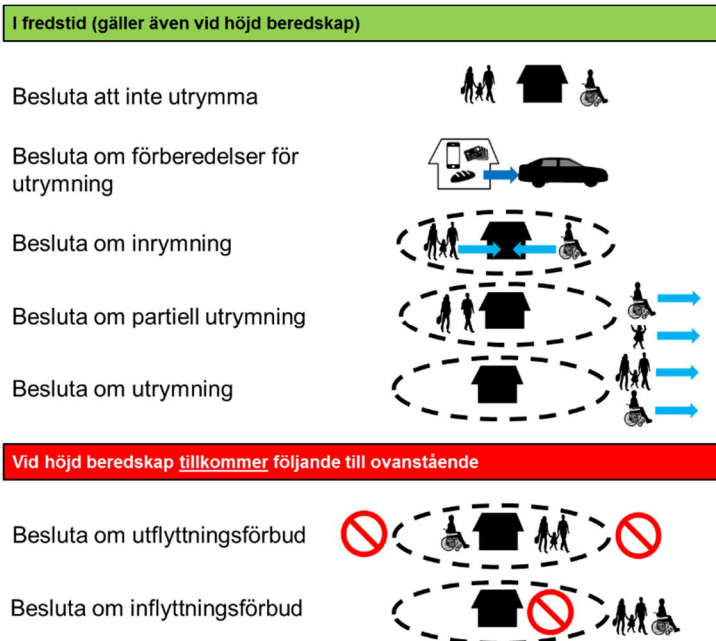 I fredstid (gäller även vid höjd beredskap)
Besluta att inte utrymma
Besluta om förberedelser för
utrymning
Besluta om inrymning
Besluta om partiell utrymning
Besluta om utrymning
Vid höjd beredskap tillkommer följande till ovanstående
Besluta om utflyttningsförbud
Besluta om inflyttningsförbud